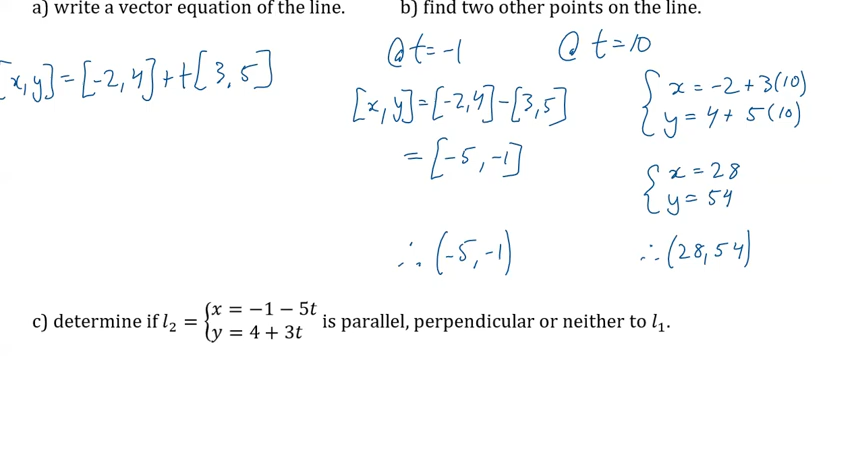 a) write a vector equation of the line.
b) find two other points on the line.
[x,y]=[-2,4]+t[3,5]
@t=-1
[x,y]=[-2,4]-[3,5]
=[-5,-1]
∴(-5,-1)
@ t=10
{x=-2+3(10)
y=4+5(10)
{x=28
y=54
∴(28,54)
c) determine if l₂ = {x = −1 − 5t
y = 4 + 3t is parallel, perpendicular or neither to l₁.